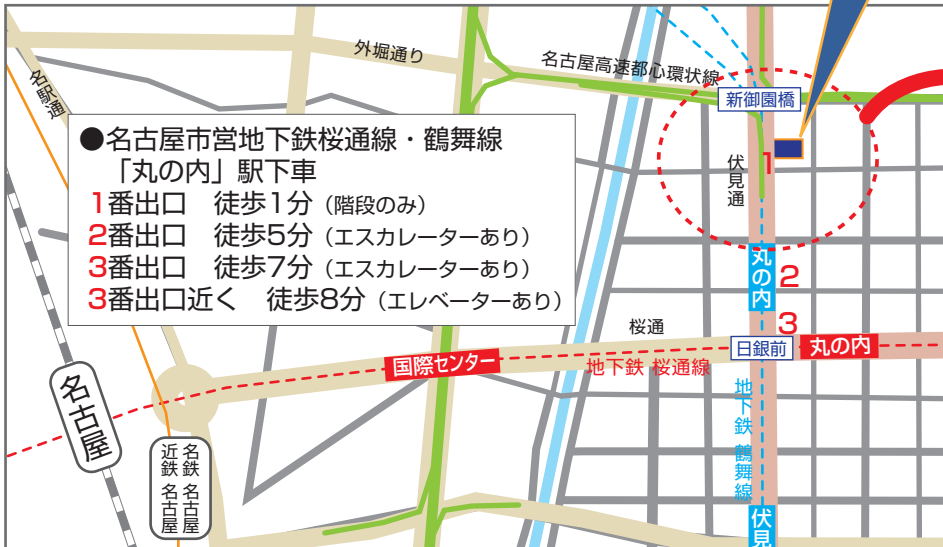 外堀通り
名古屋高速都心環状線
名駅通
新御園橋
●名古屋市営地下鉄桜通線・鶴舞線
「丸の内」駅下車
1番出口 徒歩1分（階段のみ）
2番出口 徒歩5分（エスカレーターあり）
3番出口 徒歩7分（エスカレーターあり）
3番出口近く 徒歩8分（エレベーターあり）
1
伏見通
丸の内
2
3
桜通
日銀前
丸の内
国際センター
地下鉄 桜通線
名古屋
地下鉄 鶴舞線
名鉄 名古屋
近鉄 名古屋
伏見